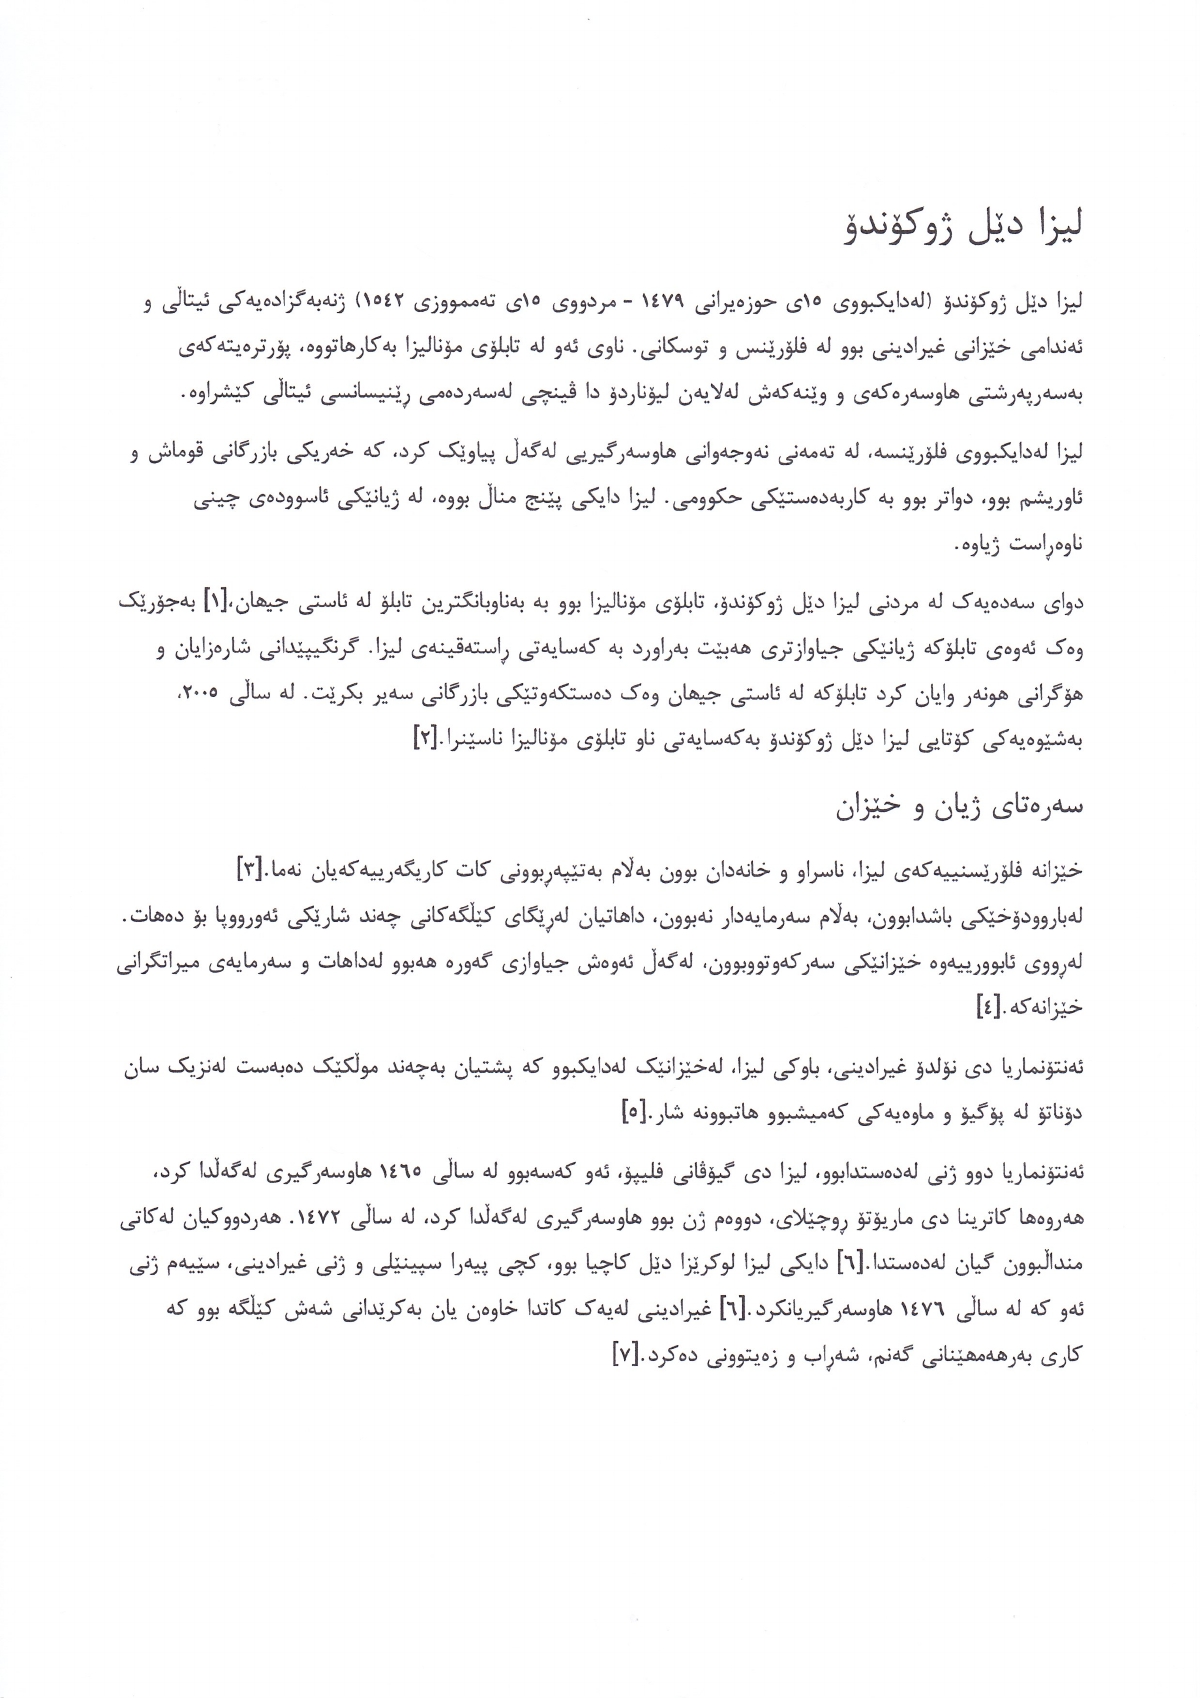 لیزا دێل ژوکۆندۆ
لیزا دێل ژوکۆندۆ (لەدایکبووی ١٥ی حوزەیرانی ١٤٧٩ - مردووی ١٥ی تەممووزی ١٥٤٢) ژنەبەگزادەیەکی ئیتاڵی و
ئەندامی خێزانی غیرادینی بوو لە فلۆرێنس و توسکانی. ناوی ئەو لە تابلۆی مۆنالیزا بەکارهاتووە، پۆرترەیتەکەی
بەسەرپەرشتی هاوسەرەکەی و وێنەکەش لەلایەن لیۆناردۆ دا ڤینچی لەسەردەمی ڕێنیسانسی ئیتاڵی کێشراوە.
لیزا لەدایکبووی فلۆرێنسە، لە تەمەنی نەوجەوانی هاوسەرگیریی لەگەڵ پیاوێک کرد، کە خەریکی بازرگانی قوماش و
ئاوریشم بوو، دواتر بوو بە کاربەدەستێکی حکوومی. لیزا دایکی پێنج مناڵ بووە، لە ژیانێکی ئاسوودەی چینی
ناوەڕاست ژیاوە.
دوای سەدەیەک لە مردنی لیزا دێل ژوکۆندۆ، تابلۆی مۆنالیزا بوو بە بەناوبانگترین تابلۆ لە ئاستی جیهان،[١] بەجۆرێک
وەک ئەوەی تابلۆکە ژیانێکی جیاوازتری هەبێت بەراورد بە کەسایەتی ڕاستەقینەی لیزا. گرنگیپێدانی شارەزایان و
هۆگرانی هونەر وایان کرد تابلۆکە لە ئاستی جیهان وەک دەستکەوتێکی بازرگانی سەیر بکرێت. لە ساڵی ٢٠٠٥،
بەشێوەیەکی کۆتایی لیزا دێل ژوکۆندۆ بەکەسایەتی ناو تابلۆی مۆنالیزا ناسێنرا.[٢]
سەرەتای ژیان و خێزان
خێزانە فلۆرێسنییەکەی لیزا، ناسراو و خانەدان بوون بەڵام بەتێپەڕبوونی کات کاریگەرییەکەیان نەما.[٣]
لەباروودۆخێکی باشدابوون، بەڵام سەرمایەدار نەبوون، داهاتیان لەڕێگای کێڵگەکانی چەند شارێکی ئەورووپا بۆ دەهات.
لەڕووی ئابوورییەوە خێزانێکی سەرکەوتووبوون، لەگەڵ ئەوەش جیاوازی گەورە هەبوو لەداهات و سەرمایەی میراتگرانی
خێزانەکە.[٤]
ئەنتۆنماریا دی نۆلدۆ غیرادینی، باوکی لیزا، لەخێزانێک لەدایکبوو کە پشتیان بەچەند موڵکێک دەبەست لەنزیک سان
دۆناتۆ لە پۆگیۆ و ماوەیەکی کەمیشبوو هاتبوونە شار.[٥]
ئەنتۆنماریا دوو ژنی لەدەستدابوو، لیزا دی گیۆڤانی فلیپۆ، ئەو کەسەبوو لە ساڵی ١٤٦٥ هاوسەرگیری لەگەڵدا کرد،
هەروەها کاترینا دی ماریۆتۆ ڕوچێلای، دووەم ژن بوو هاوسەرگیری لەگەڵدا کرد، لە ساڵی ١٤٧٢. هەردووکیان لەکاتی
منداڵبوون گیان لەدەستدا.[٦] دایکی لیزا لوکرێزا دێل کاچیا بوو، کچی پیەرا سپینێلی و ژنی غیرادینی، سێیەم ژنی
ئەو کە لە ساڵی ١٤٧٦ هاوسەرگیریانکرد.[٦] غیرادینی لەیەک کاتدا خاوەن یان بەکرێدانی شەش کێڵگە بوو کە
کاری بەرهەمهێنانی گەنم، شەڕاب و زەیتوونی دەکرد.[٧]